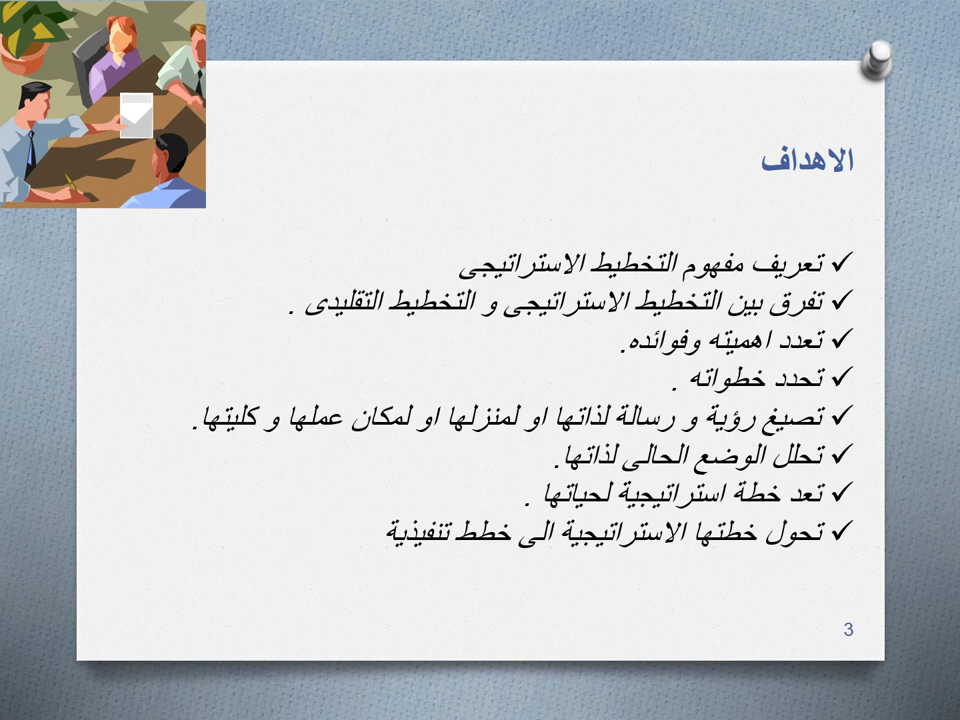 الاهداف
✓ تعريف مفهوم التخطيط الاستراتيجى
✓ تفرق بين التخطيط الاستراتيجى و التخطيط التقليدى .
✓ تعدد اهميته وفوائده.
✓ تحدد خطواته .
✓ تصيغ رؤية و رسالة لذاتها او لمنزلها او لمكان عملها و كليتها.
✓ تحلل الوضع الحالى لذاتها.
✓ تعد خطة استراتيجية لحياتها .
✓ تحول خطتها الاستراتيجية الى خطط تنفيذية
3